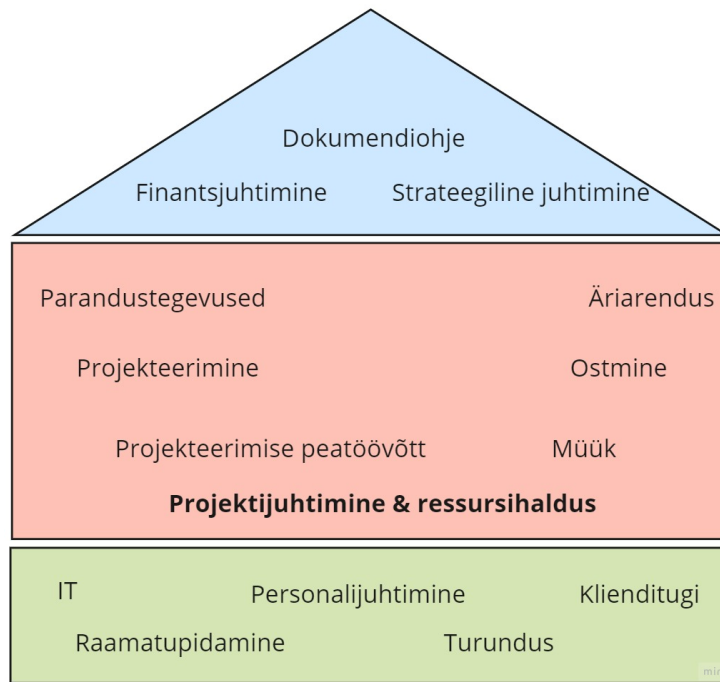 Dokumendiohje
Finantsjuhtimine Strateegiline juhtimine
Parandustegevused Äriarendus
Projekteerimine Ostmine
Projekteerimise peatöövõtt Müük
Projektijuhtimine & ressursihaldus
IT Personalijuhtimine Klienditugi
Raamatupidamine Turundus